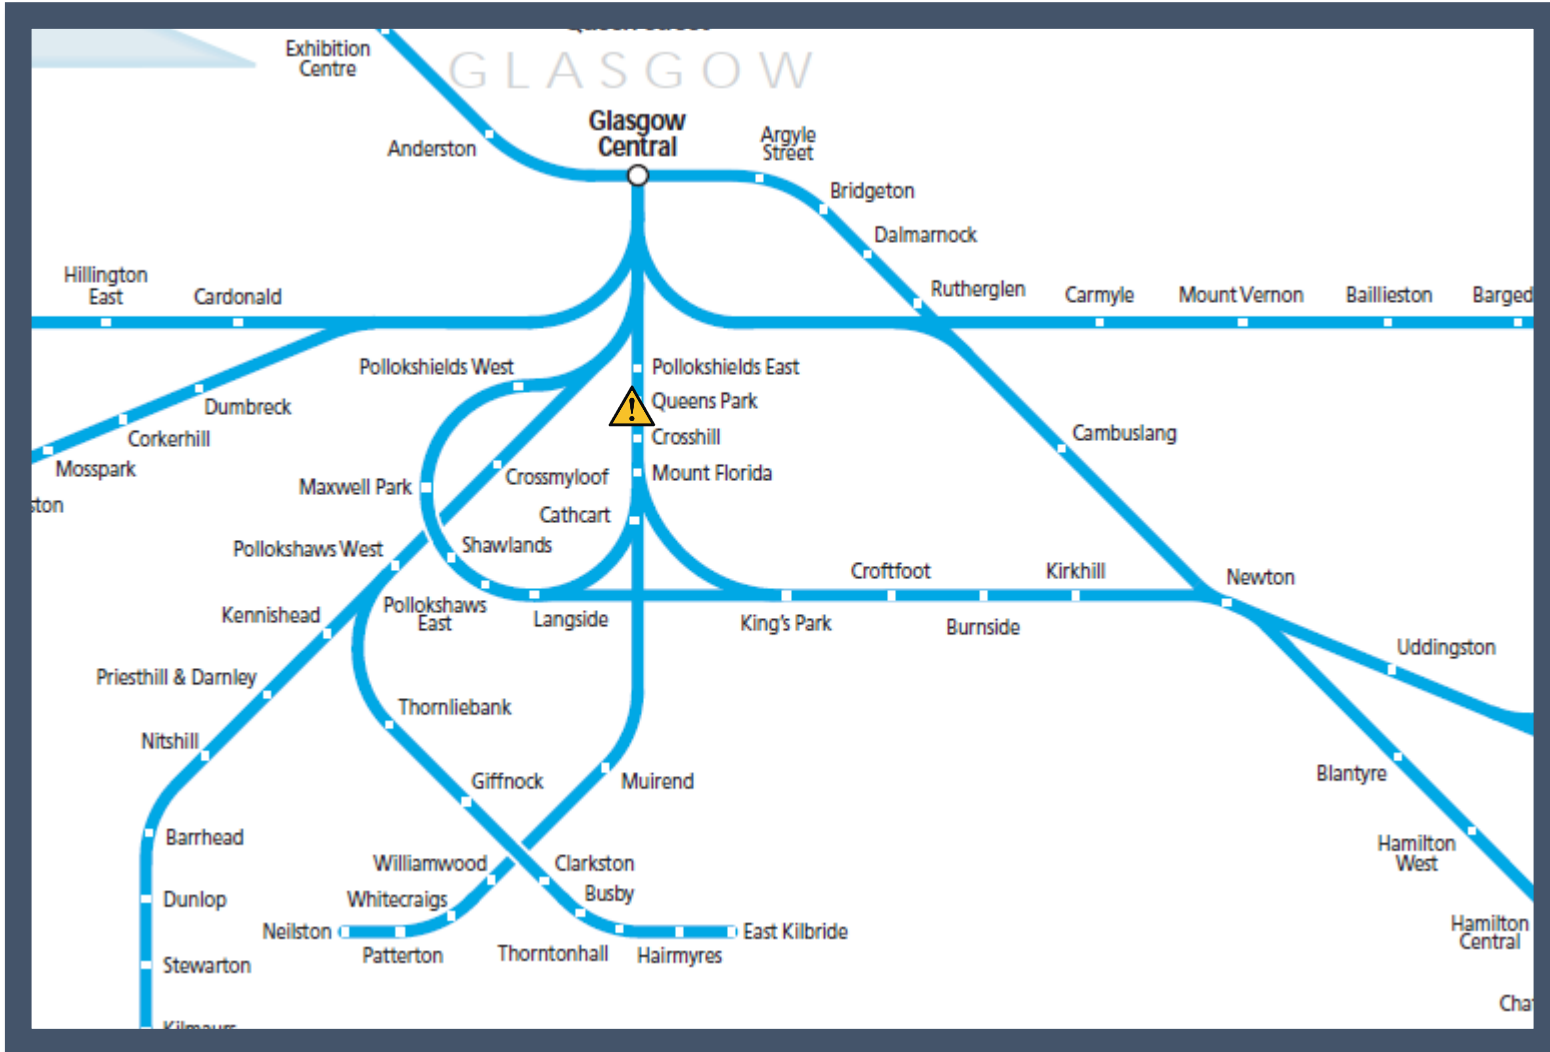 Exhibition
Centre
GLASGOW
Anderston
Glasgow
Central
Argyle
Street
Bridgeton
Dalmarnock
Hillington
East
Cardonald
Rutherglen
Carmyle
Mount Vernon
Baillieston
Barged
Pollokshields West
Pollokshields East
Dumbreck
Queens Park
Corkerhill
Crosshill
Cambuslang
Mosspark
Crossmyloof
Mount Florida
Maxwell Park
ston
Cathcart
Pollokshaws West
Shawlands
Croftfoot
Kirkhill
Newton
Kennishead
Pollokshaws
East
Langside
King's Park
Burnside
Uddingston
Priesthill & Darnley
Thornliebank
Nitshill
Giffnock
Muirend
Blantyre
Barrhead
Hamilton
West
Williamwood
Clarkston
Dunlop
Whitecraigs
Busby
Neilston
East Kilbride
Hamilton
Central
Patterton
Thorntonhall
Hairmyres
Stewarton
Cha